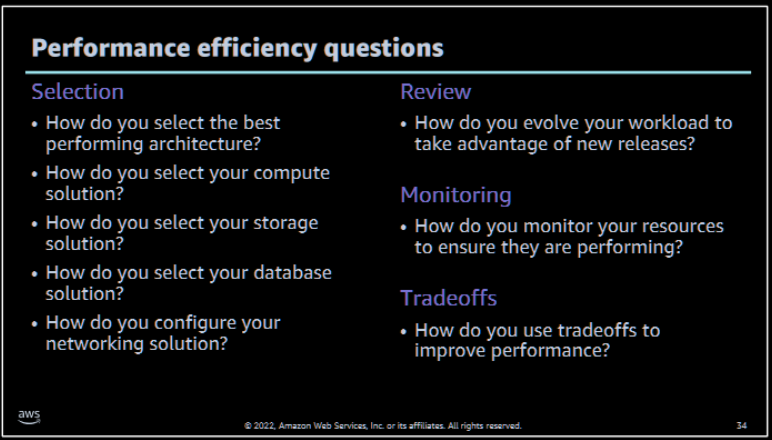 Performance efficiency questions
Selection
• How do you select the best
performing architecture?
• How do you select your compute
solution?
• How do you select your storage
solution?
• How do you select your database
solution?
• How do you configure your
networking solution?
Review
• How do you evolve your workload to
take advantage of new releases?
Monitoring
• How do you monitor your resources
to ensure they are performing?
Tradeoffs
• How do you use tradeoffs to
improve performance?
aws
© 2022, Amazon Web Services, Inc. or its affiliates. All rights reserved.
34